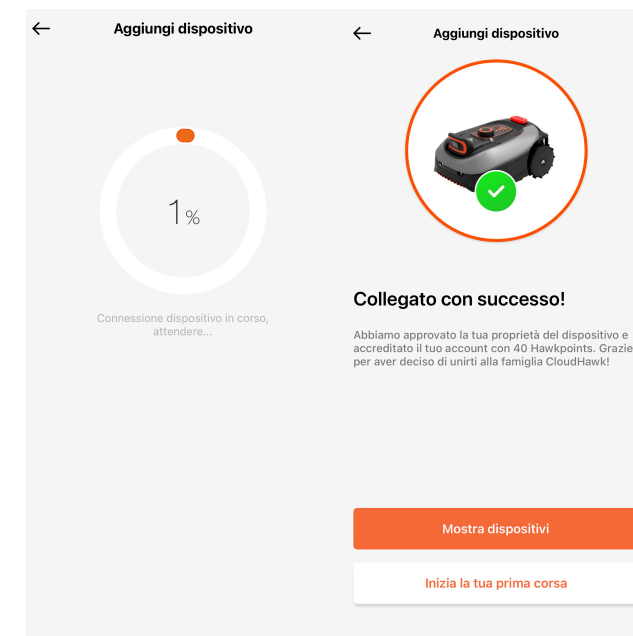 Aggiungi dispositivo
1%
Connessione dispositivo in corso,
attendere...
Aggiungi dispositivo
Collegato con successo!
Abbiamo approvato la tua proprietà del dispositivo e
accreditato il tuo account con 40 Hawkpoints. Grazie
per aver deciso di unirti alla famiglia CloudHawk!
Mostra dispositivi
Inizia la tua prima corsa